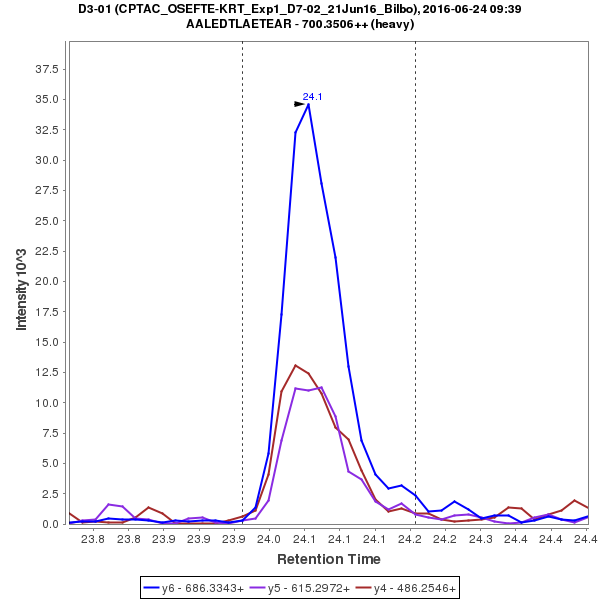 D3-01 (CPTAC_OSEFTE-KRT_Exp1_D7-02_21Jun16_Bilbo), 2016-06-24 09:39
AALEDTLAETEAR - 700.3506++ (heavy)
24.1
37.5
35.0
32.5
30.0
27.5
25.0
22.5
20.0
17.5
15.0
12.5
10.0
7.5
5.0
2.5
0.0
Intensity 10^3
23.8 23.8 23.9 23.9 23.9 24.0 24.1 24.1 24.1 24.2 24.2 24.3 24.4 24.4 24.4
Retention Time
y6 - 686.3343+ y5 - 615.2972+ y4 - 486.2546+